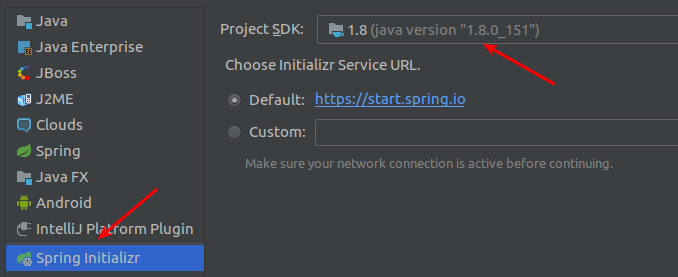 Java
Java Enterprise
JBoss
J2ME
Clouds
Spring
Java FX
Android
IntelliJ Platform Plugin
Spring Initializr
Project SDK: 1.8 (java version "1.8.0_151")
Choose Initializr Service URL.
Default: https://start.spring.io
Custom:
Make sure your network connection is active before continuing.